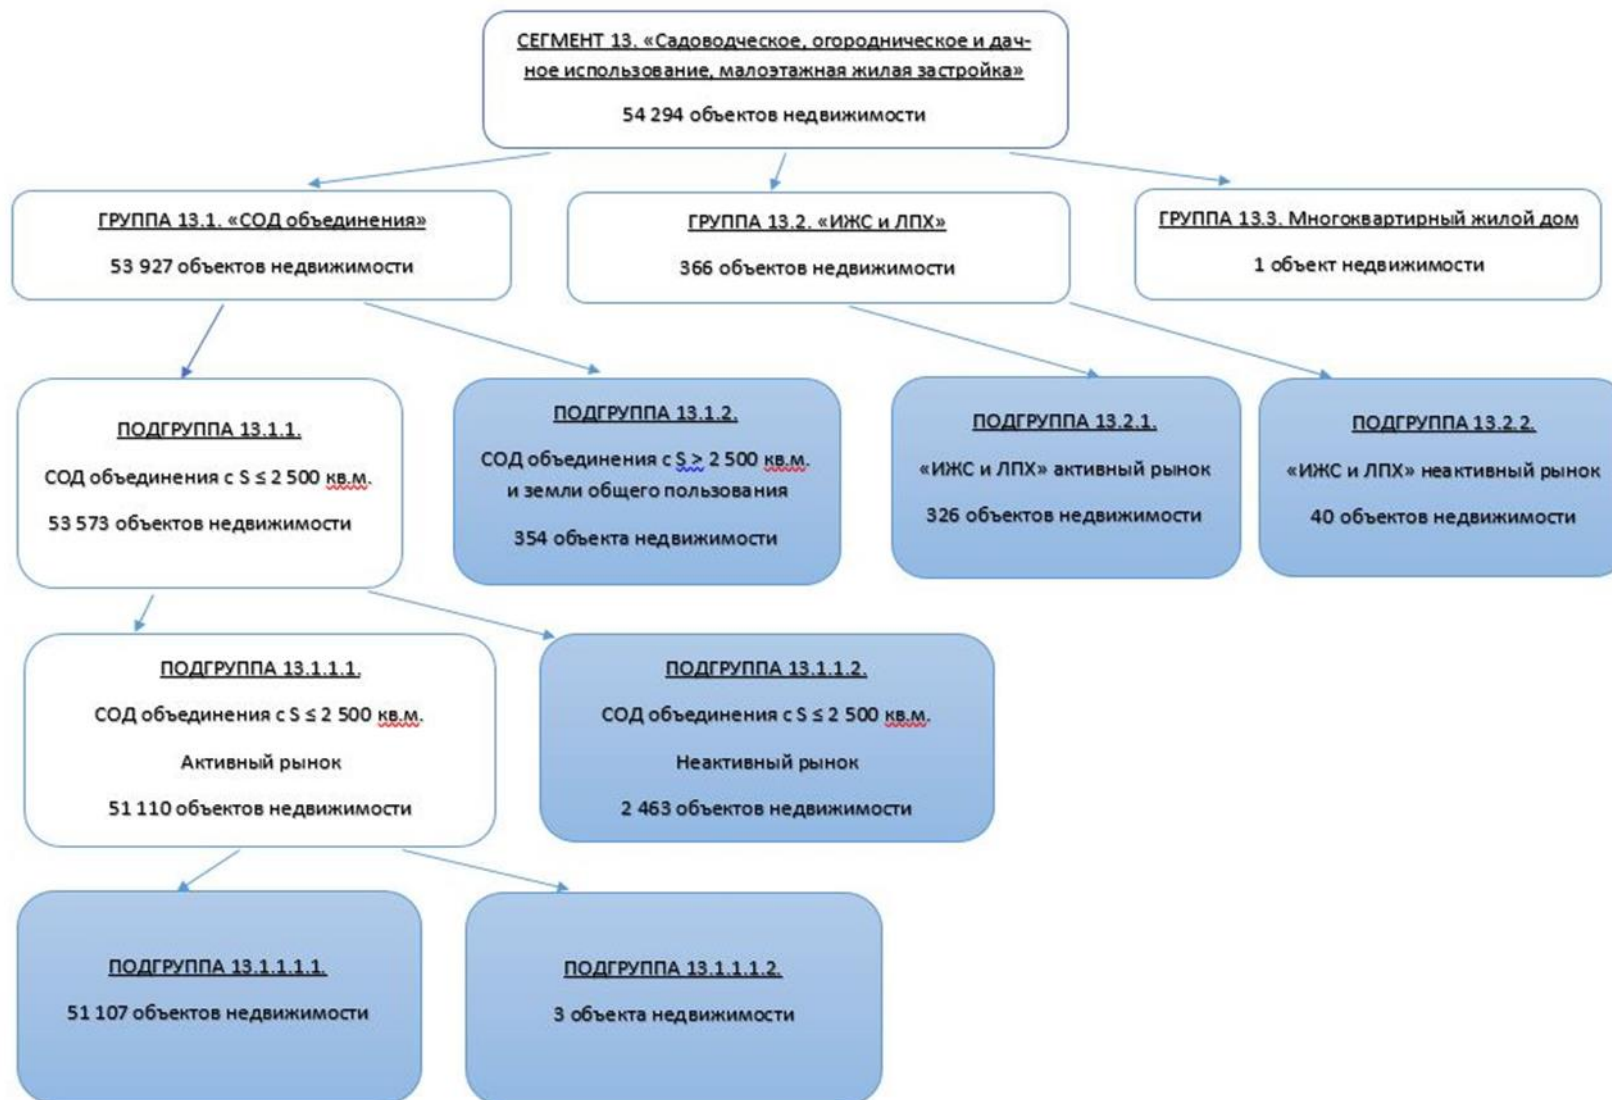 СЕГМЕНТ 13. «Садоводческое, огородническое и дач-
ное использование, малоэтажная жилая застройка»
54 294 объектов недвижимости
ГРУППА 13.1. «СОД объединения»
53 927 объектов недвижимости
ГРУППА 13.2. «ИЖС и ЛПХ»
366 объектов недвижимости
ГРУППА 13.3. Многоквартирный жилой дом
1 объект недвижимости
ПОДГРУППА 13.1.1.
СОД объединения с S ≤ 2 500 кв.м.
53 573 объектов недвижимости
ПОДГРУППА 13.1.2.
СОД объединения с S > 2 500 кв.м.
и земли общего пользования
354 объекта недвижимости
ПОДГРУППА 13.2.1.
«ИЖС и ЛПХ» активный рынок
326 объектов недвижимости
ПОДГРУППА 13.2.2.
«ИЖС и ЛПХ» неактивный рынок
40 объектов недвижимости
ПОДГРУППА 13.1.1.1.
СОД объединения с S ≤ 2 500 кв.м.
Активный рынок
51 110 объектов недвижимости
ПОДГРУППА 13.1.1.2.
СОД объединения с S ≤ 2 500 кв.м.
Неактивный рынок
2 463 объектов недвижимости
ПОДГРУППА 13.1.1.1.1.
51 107 объектов недвижимости
ПОДГРУППА 13.1.1.1.2.
3 объекта недвижимости